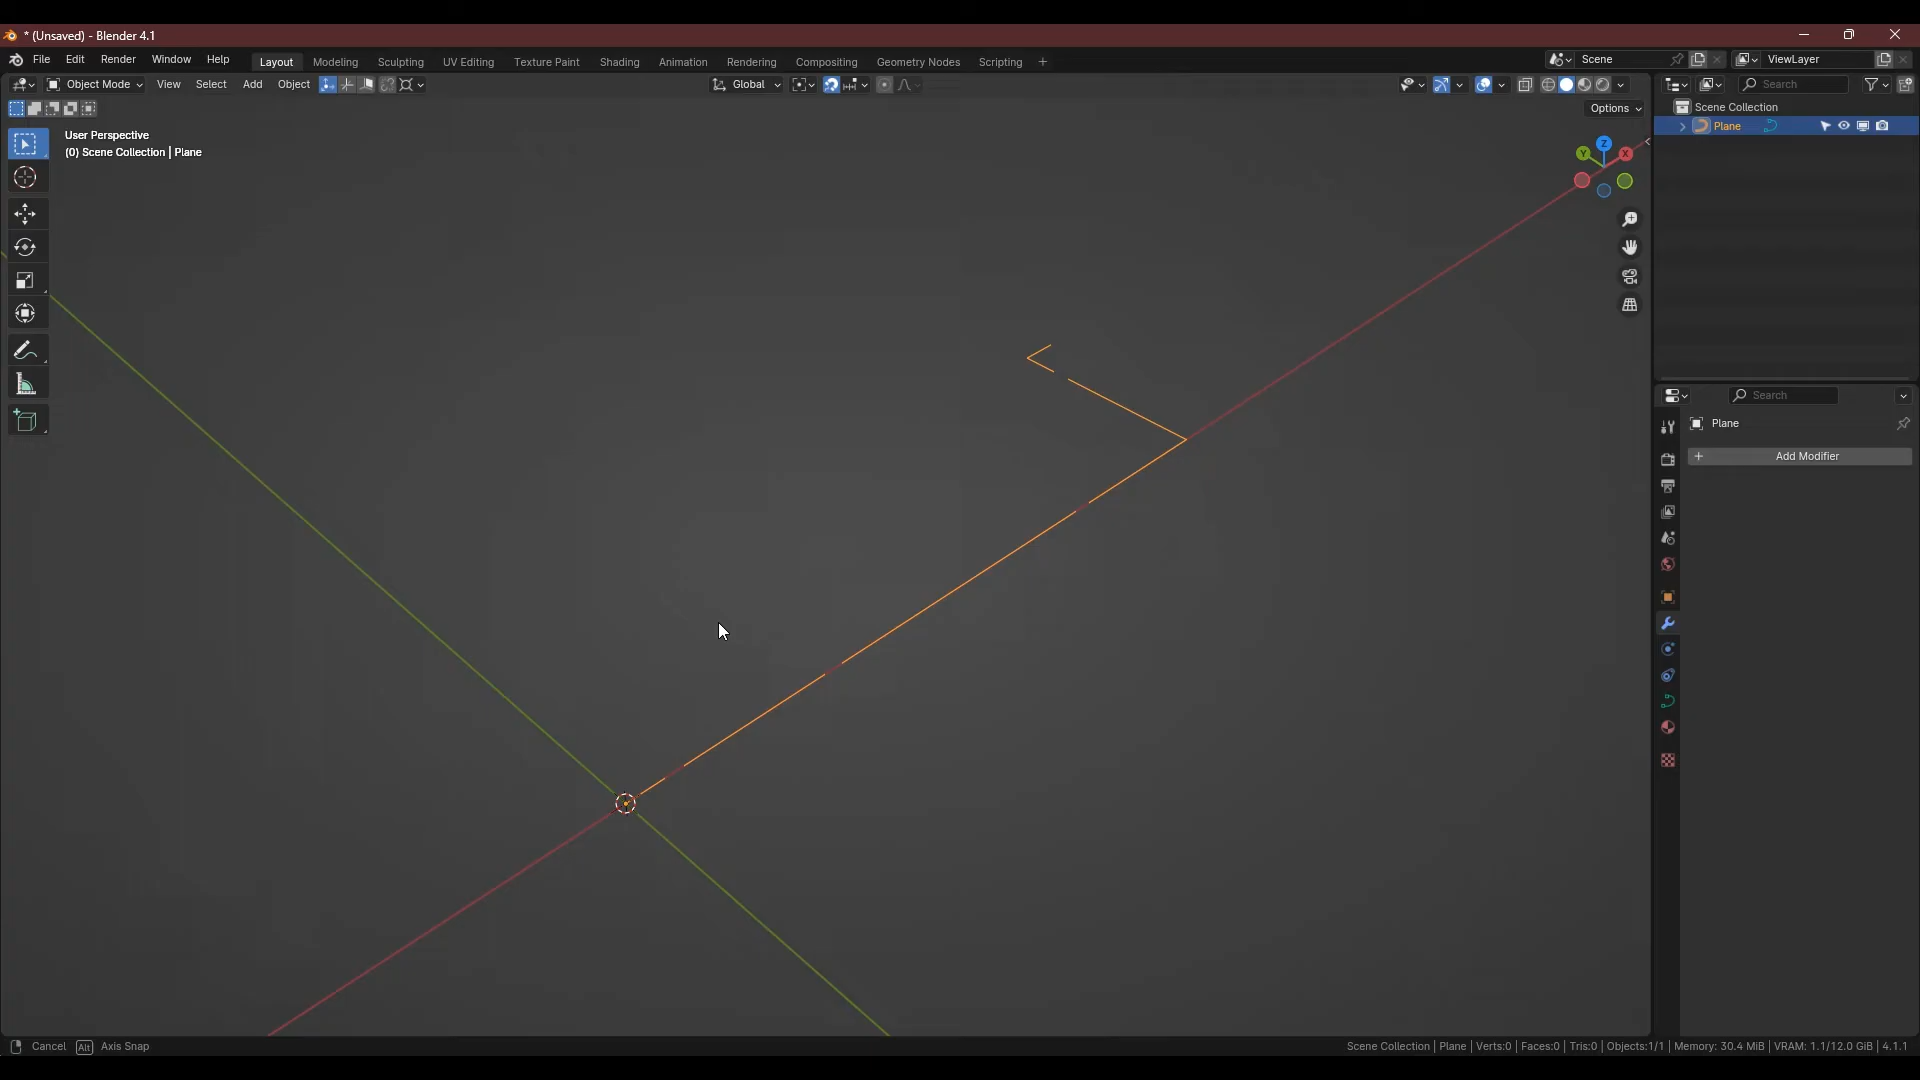 * (Unsaved) - Blender 4.1
File Edit Render Window Help Layout Modeling Sculpting UV Editing Texture Paint Shading Animation Rendering Compositing Geometry Nodes Scripting + Scene ViewLayer
Object Mode View Select Add Object Global Search
Options Scene Collection
User Perspective
(0) Scene Collection | Plane
Plane
Z
Y X
Search
Plane
+ Add Modifier
Cancel Alt Axis Snap Scene Collection | Plane | Verts:0 | Faces:0 | Tris:0 | Objects:1/1 | Memory: 30.4 MiB | VRAM: 1.1/12.0 GiB | 4.1.1